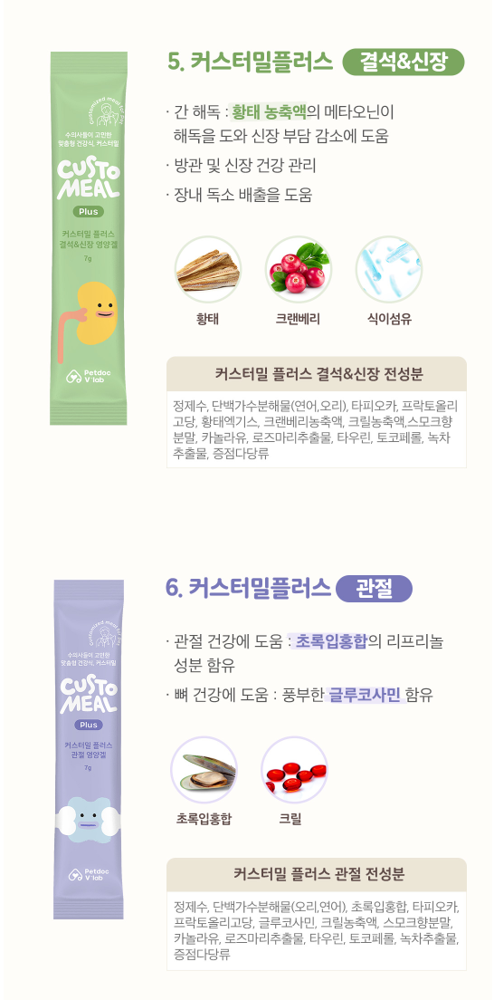 5. 커스터밀플러스 결석&신장
· 간 해독 : 황태 농축액의 메타오닌이
해독을 도와 신장 부담 감소에 도움
· 방관 및 신장 건강 관리
· 장내 독소 배출을 도움
Customized meal for Dog
수의사들이 고민한
맞춤형 건강식, 커스터밀
CUSTO
MEAL
Plus
커스터밀 플러스
결석&신장 영양겔
7g
Petdoc
V lab
황태 크랜베리 식이섬유
커스터밀 플러스 결석&신장 전성분
정제수, 단백가수분해물(연어,오리), 타피오카, 프락토올리
고당, 황태엑기스, 크랜베리농축액, 크릴농축액,스모크향
분말, 카놀라유, 로즈마리추출물, 타우린, 토코페롤, 녹차
추출물, 증점다당류
6. 커스터밀플러스 관절
· 관절 건강에 도움 : 초록입홍합의 리프리놀
성분 함유
· 뼈 건강에 도움 : 풍부한 글루코사민 함유
Customized meal for Dog
수의사들이 고민한
맞춤형 건강식, 커스터밀
CUSTO
MEAL
Plus
커스터밀 플러스
관절 영양겔
7g
Petdoc
V lab
초록입홍합 크릴
커스터밀 플러스 관절 전성분
정제수, 단백가수분해물(오리,연어), 초록입홍합, 타피오카,
프락토올리고당, 글루코사민, 크릴농축액, 스모크향분말,
카놀라유, 로즈마리추출물, 타우린, 토코페롤, 녹차추출물,
증점다당류